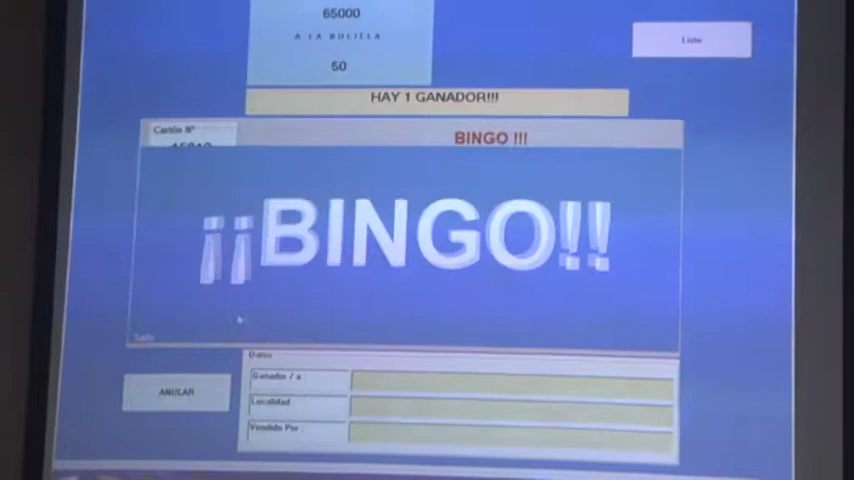 65000
A LA BOLILLA
50
Listo
HAY 1 GANADOR!!!
Cartón Nº
BINGO !!!
¡¡BINGO!!
Datos
Ganador / a :
Localidad :
Vendido Por :
ANULAR